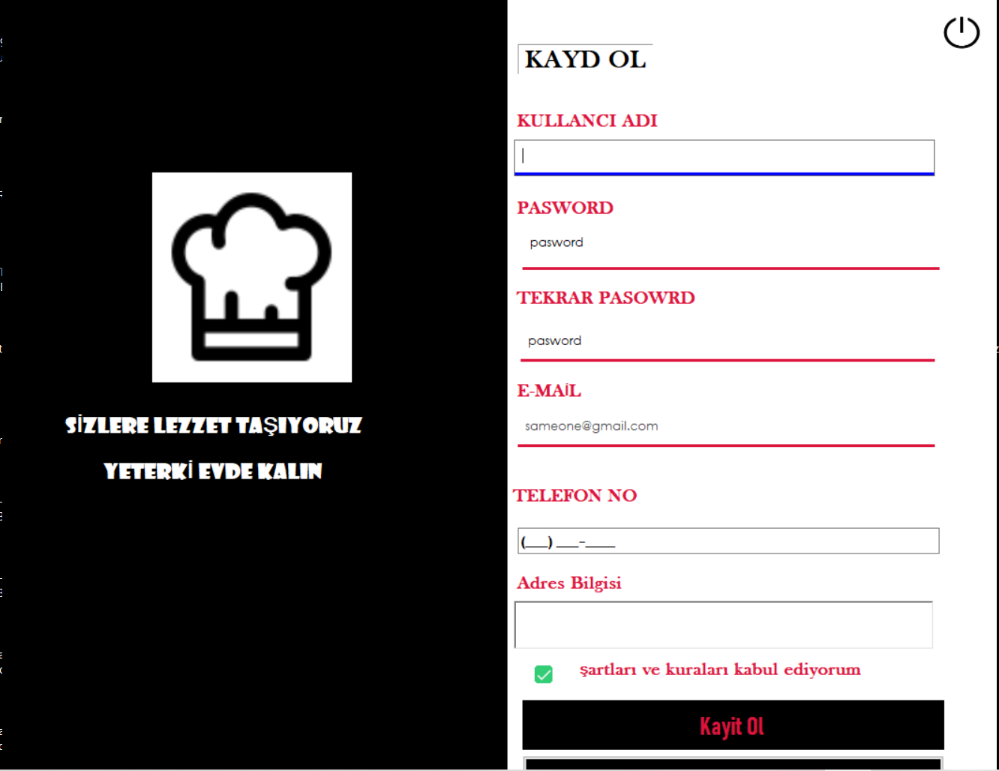 SİZLERE LEZZET TAŞIYORUZ
YETERKİ EVDE KALIN
KAYD OL
KULLANCI ADI
PASWORD
pasword
TEKRAR PASOWRD
pasword
E-MAİL
sameone@gmail.com
TELEFON NO
(___) ___-____
Adres Bilgisi
şartları ve kuraları kabul ediyorum
Kayit Ol